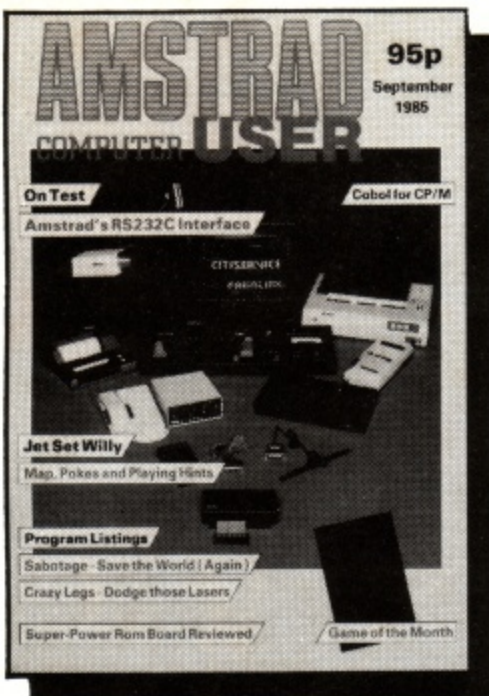 AMSTRAD
COMPUTER USER
95p
September
1985
On Test
Cobol for CP/M
Amstrad's RS232C Interface
CITISERVICE
Jet Set Willy
Map, Pokes and Playing Hints
Program Listings
Sabotage - Save the World (Again)
Crazy Legs - Dodge those Lasers
Super-Power Rom Board Reviewed
Game of the Month